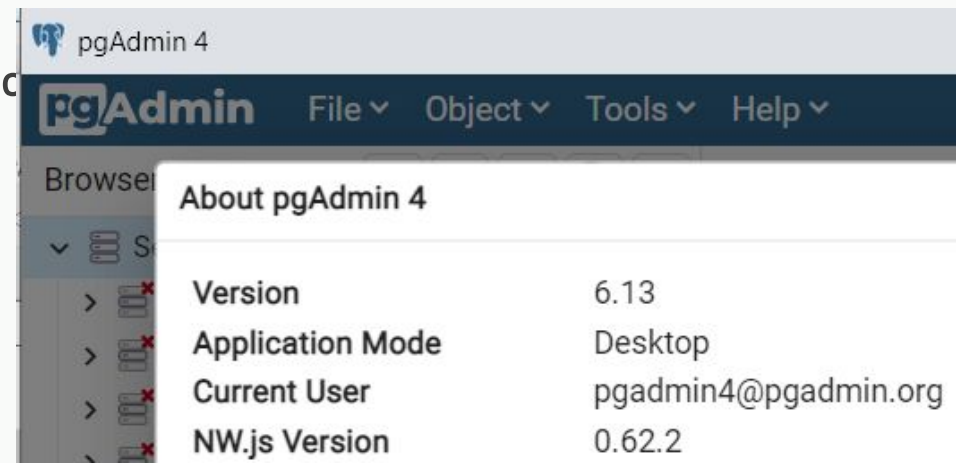 pgAdmin 4
pgAdmin File Object Tools Help
Browser
About pgAdmin 4
Version 6.13
Application Mode Desktop
Current User pgadmin4@pgadmin.org
NW.js Version 0.62.2